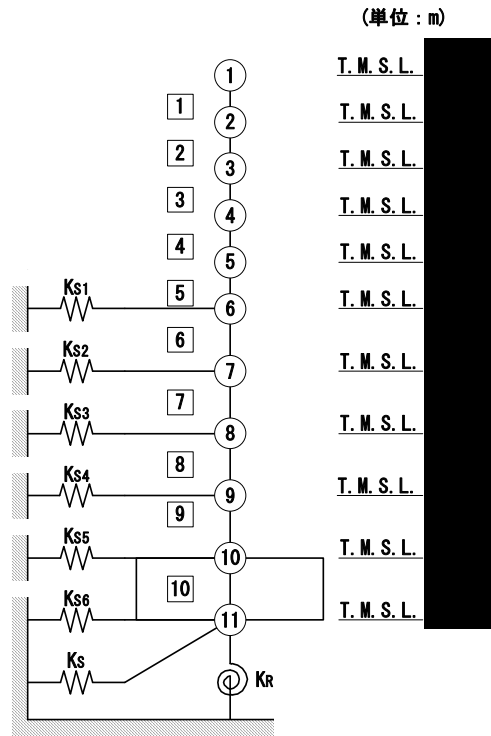 (単位：m)
1 T. M. S. L.
1
2 T. M. S. L.
2
3 T. M. S. L.
3
4 T. M. S. L.
4
5 T. M. S. L.
KS1 5
6 T. M. S. L.
6
KS2
7 T. M. S. L.
7
KS3
8 T. M. S. L.
8
KS4
9 T. M. S. L.
9
KS5
10 T. M. S. L.
10
KS6
11 T. M. S. L.
KS
KR